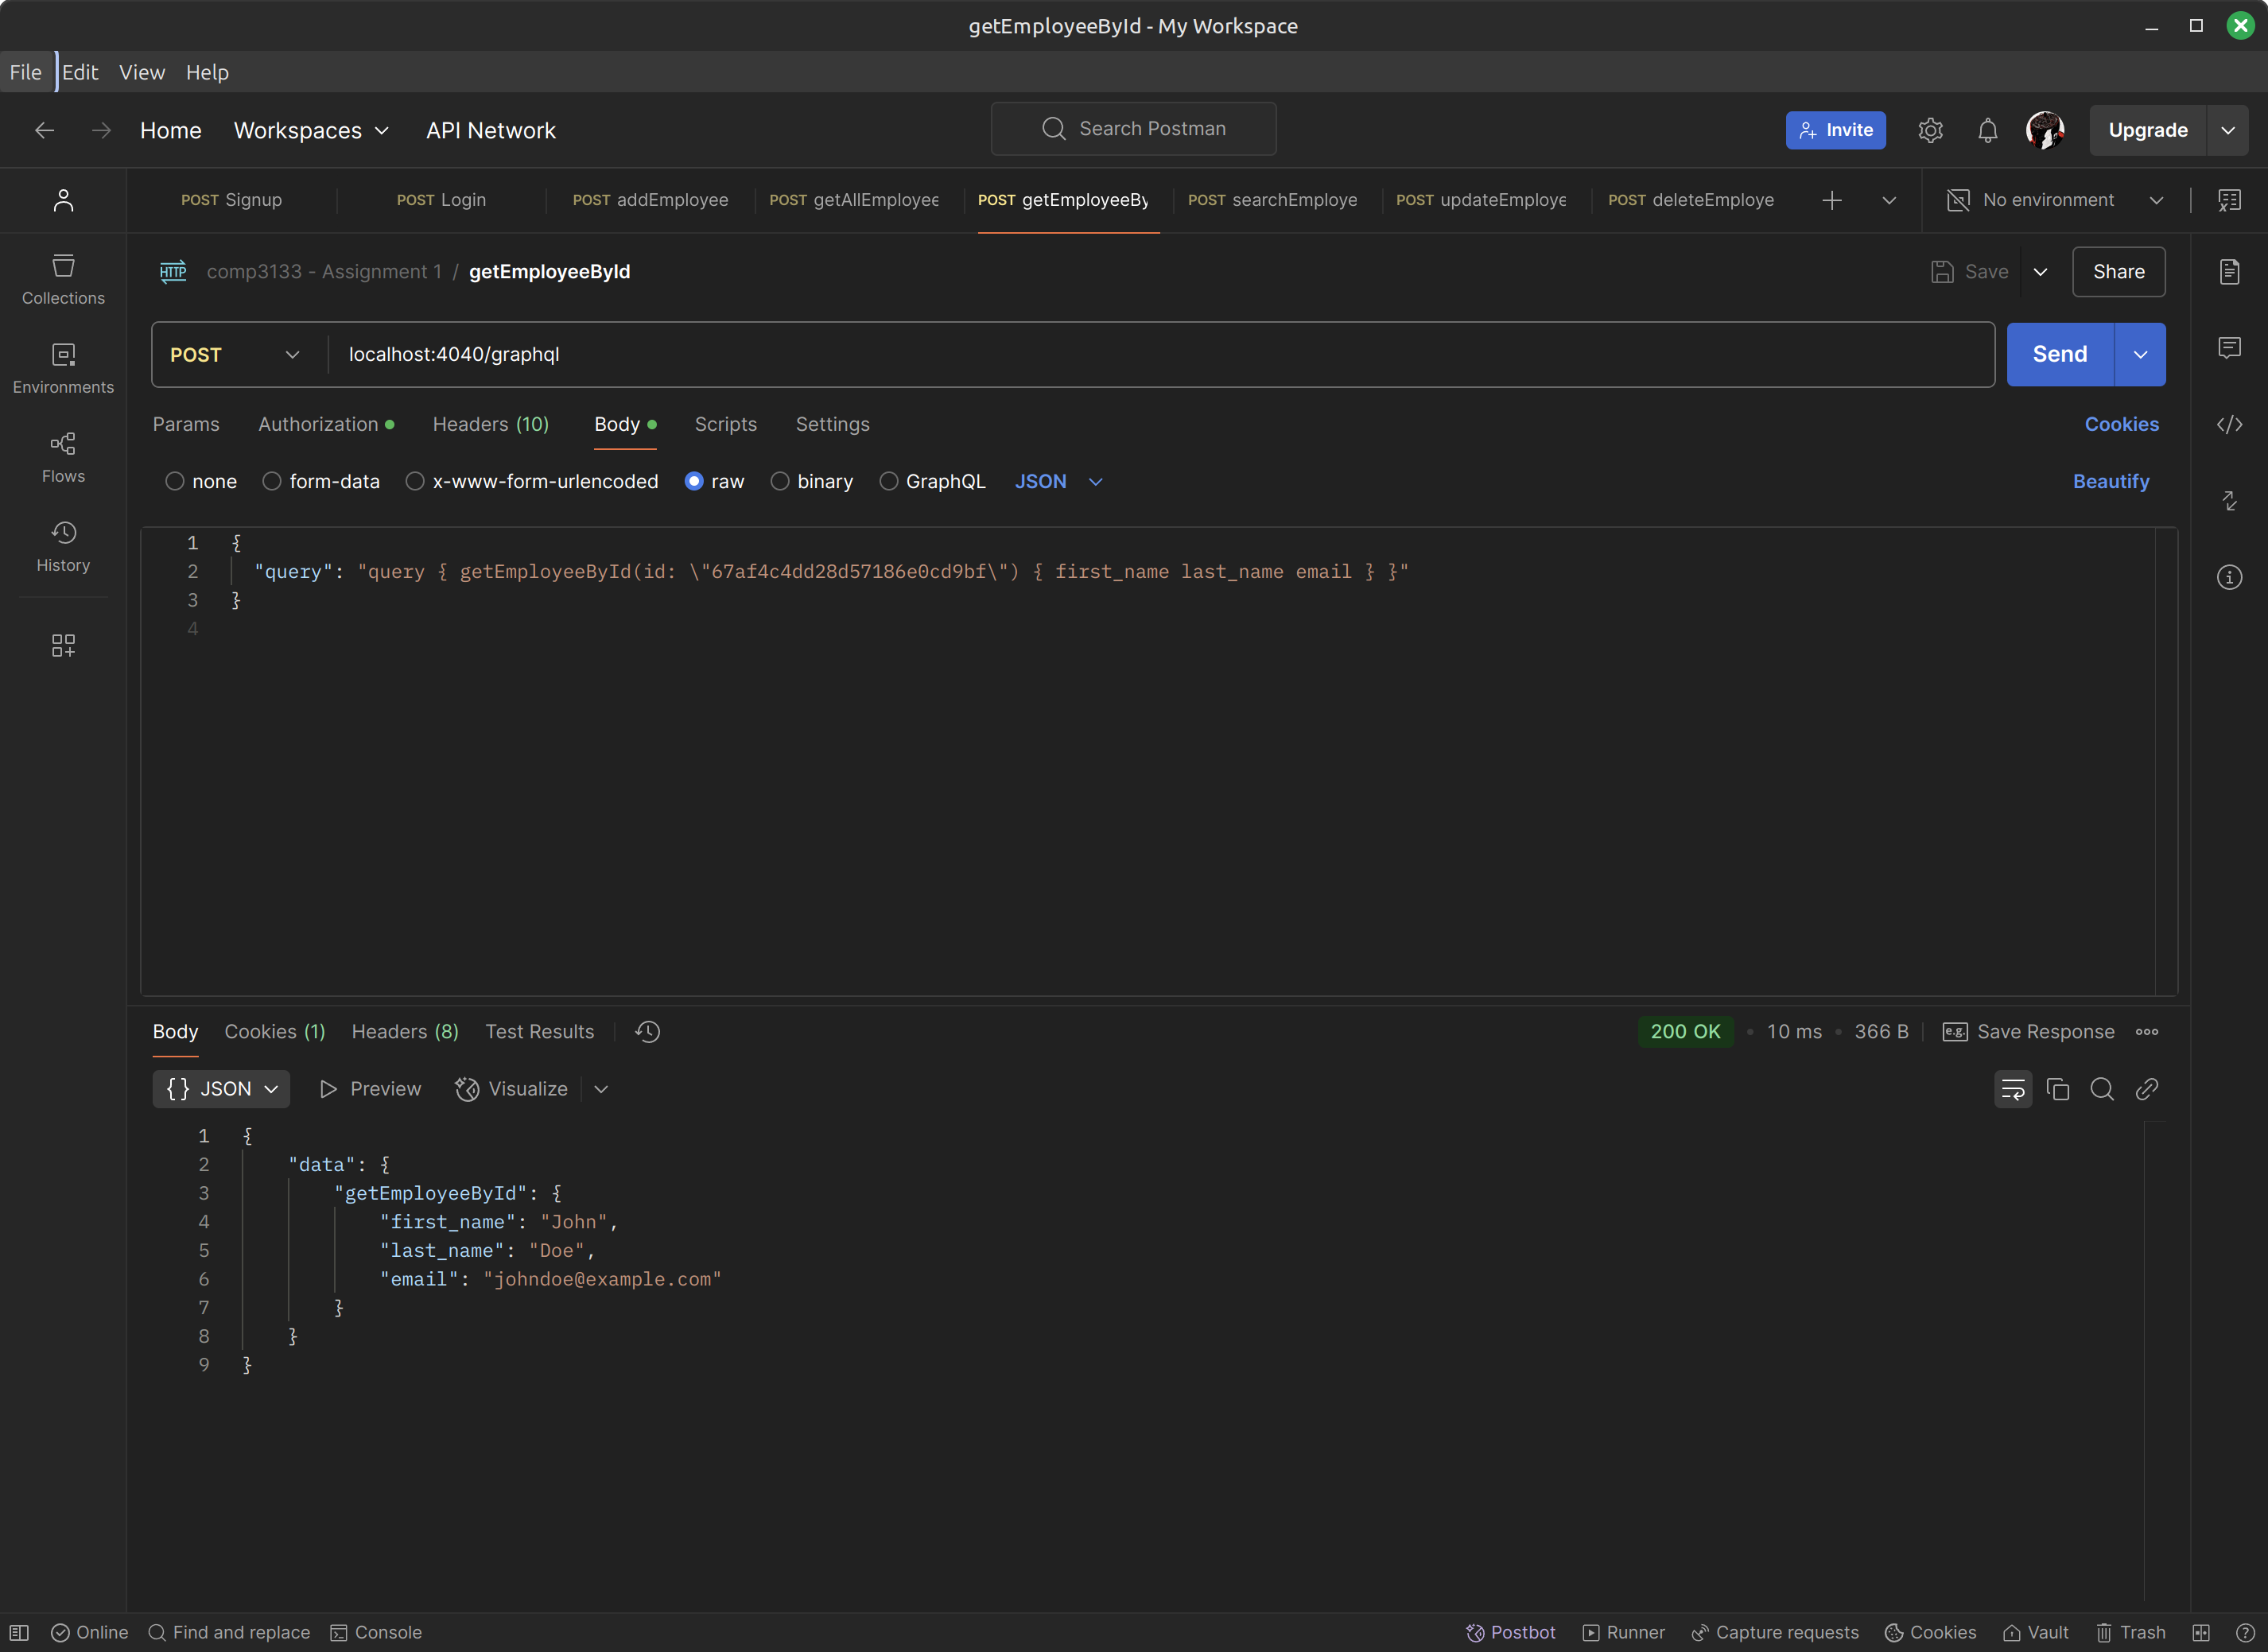 getEmployeeById - My Workspace
File Edit View Help
Home Workspaces API Network Search Postman Invite Upgrade
POST Signup POST Login POST addEmployee POST getAllEmployee POST getEmployeeBy POST searchEmploye POST updateEmploye POST deleteEmploye No environment
HTTP comp3133 - Assignment 1 / getEmployeeById Save Share
Collections
POST localhost:4040/graphql Send
Environments
Params Authorization Headers (10) Body Scripts Settings Cookies
Flows
none form-data x-www-form-urlencoded raw binary GraphQL JSON Beautify
History
1 {
2 "query": "query { getEmployeeById(id: \"67af4c4dd28d57186e0cd9bf\") { first_name last_name email } }"
3 }
4
Body Cookies (1) Headers (8) Test Results 200 OK • 10 ms • 366 B e.g. Save Response
{} JSON Preview Visualize
1 {
2 "data": {
3 "getEmployeeById": {
4 "first_name": "John",
5 "last_name": "Doe",
6 "email": "johndoe@example.com"
7 }
8 }
9 }
Online Find and replace Console Postbot Runner Capture requests Cookies Vault Trash